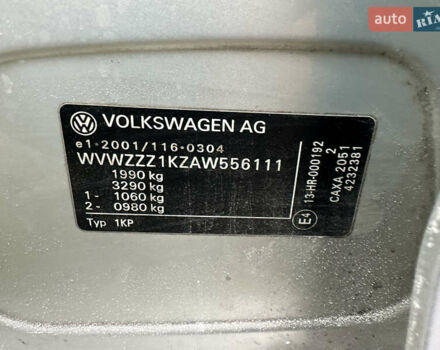 auto RIA
VOLKSWAGEN AG
e1*2001/116*0304
WVWZZZ1KZAW556111
1990 kg
3290 kg
1- 1060 kg
2- 0980 kg
Typ 1KP
E4
13-HR-000192
2
CAXA 2051
4232381